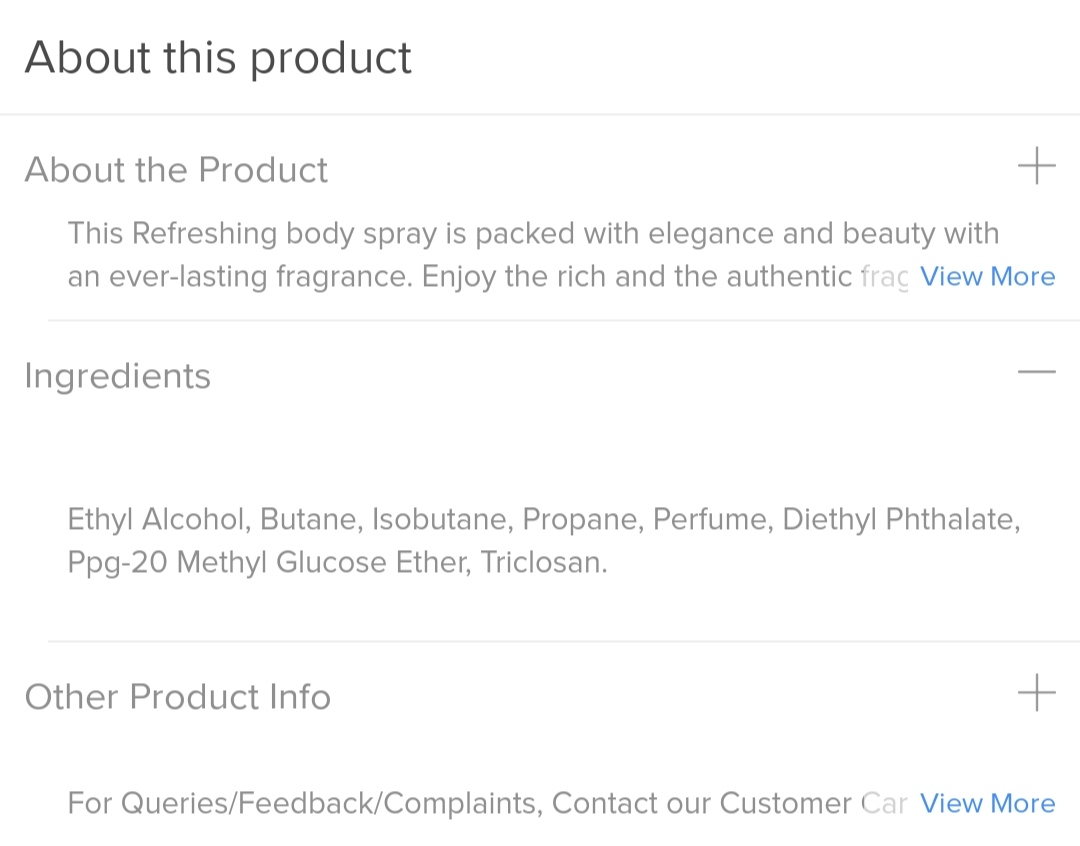 About this product
About the Product
This Refreshing body spray is packed with elegance and beauty with
an ever-lasting fragrance. Enjoy the rich and the authentic frag View More
Ingredients
Ethyl Alcohol, Butane, Isobutane, Propane, Perfume, Diethyl Phthalate,
Ppg-20 Methyl Glucose Ether, Triclosan.
Other Product Info
For Queries/Feedback/Complaints, Contact our Customer Car View More